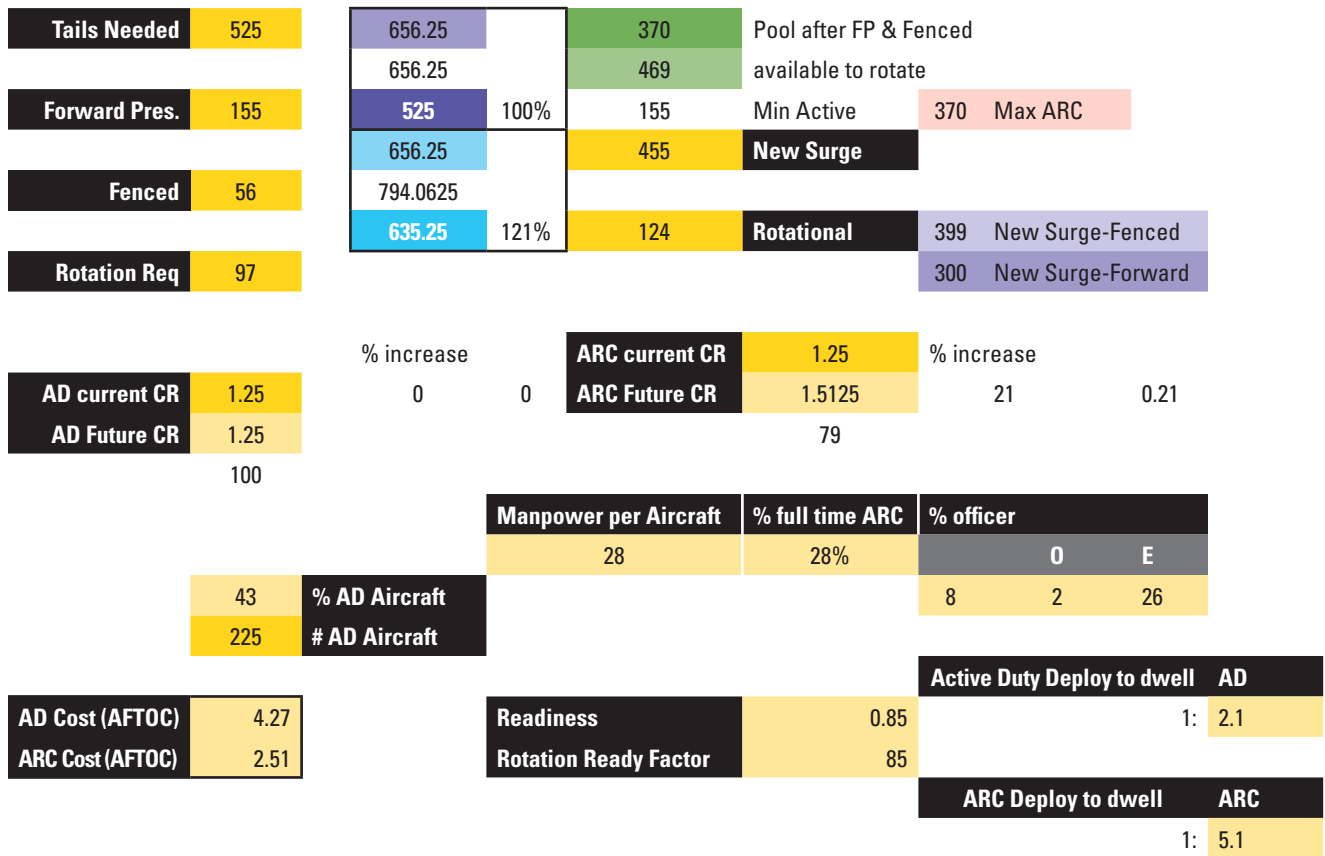 Tails Needed 525 656.25 370 Pool after FP & Fenced
656.25 469 available to rotate
Forward Pres. 155 525 100% 155 Min Active 370 Max ARC
656.25 455 New Surge
Fenced 56 794.0625
635.25 121% 124 Rotational 399 New Surge-Fenced
Rotation Req 97 300 New Surge-Forward
% increase ARC current CR 1.25 % increase
AD current CR 1.25 0 0 ARC Future CR 1.5125 21 0.21
AD Future CR 1.25 79
100
Manpower per Aircraft % full time ARC % officer
28 28% O E
43 % AD Aircraft 8 2 26
225 # AD Aircraft
Active Duty Deploy to dwell AD
AD Cost (AFTOC) 4.27 Readiness 0.85 1: 2.1
ARC Cost (AFTOC) 2.51 Rotation Ready Factor 85
ARC Deploy to dwell ARC
1: 5.1